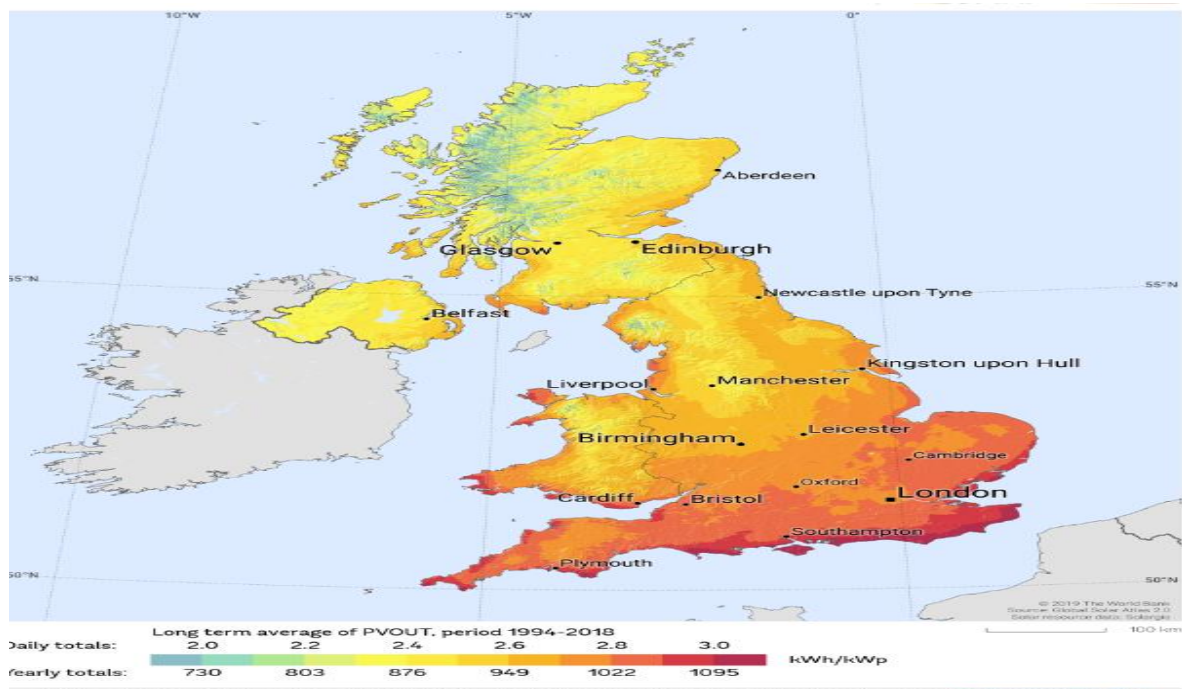 10°W 5°W 0°
Aberdeen
Glasgow Edinburgh
55°N 55°N
Newcastle upon Tyne
Belfast
Kingston upon Hull
Liverpool Manchester
Birmingham Leicester
Cambridge
Oxford
London
Cardiff Bristol
Southampton
Plymouth
50°N 50°N
© 2019 The World Bank
Source: Global Solar Atlas 2.0
Solar resource data: Solargis
Long term average of PVOUT, period 1994-2018 100 km
Daily totals: 2.0 2.2 2.4 2.6 2.8 3.0
kWh/kWp
Yearly totals: 730 803 876 949 1022 1095